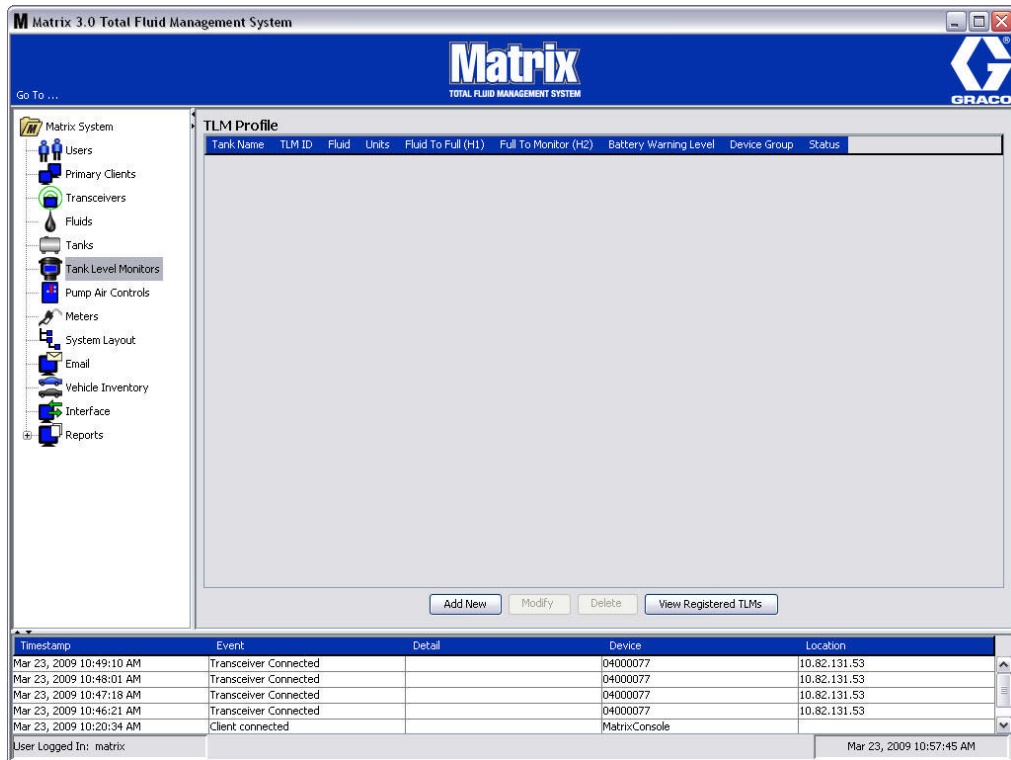 M Matrix 3.0 Total Fluid Management System
Matrix
TOTAL FLUID MANAGEMENT SYSTEM
Go To ...
GRACO
®
Matrix System
Users
Primary Clients
Transceivers
Fluids
Tanks
Tank Level Monitors
Pump Air Controls
Meters
System Layout
Email
Vehicle Inventory
Interface
Reports
TLM Profile
Tank Name TLM ID Fluid Units Fluid To Full (H1) Full To Monitor (H2) Battery Warning Level Device Group Status
Add New Modify Delete View Registered TLMs
Timestamp Event Detail Device Location
Mar 23, 2009 10:49:10 AM Transceiver Connected 04000077 10.82.131.53
Mar 23, 2009 10:48:01 AM Transceiver Connected 04000077 10.82.131.53
Mar 23, 2009 10:47:18 AM Transceiver Connected 04000077 10.82.131.53
Mar 23, 2009 10:46:21 AM Transceiver Connected 04000077 10.82.131.53
Mar 23, 2009 10:20:34 AM Client connected MatrixConsole
User Logged In: matrix Mar 23, 2009 10:57:45 AM